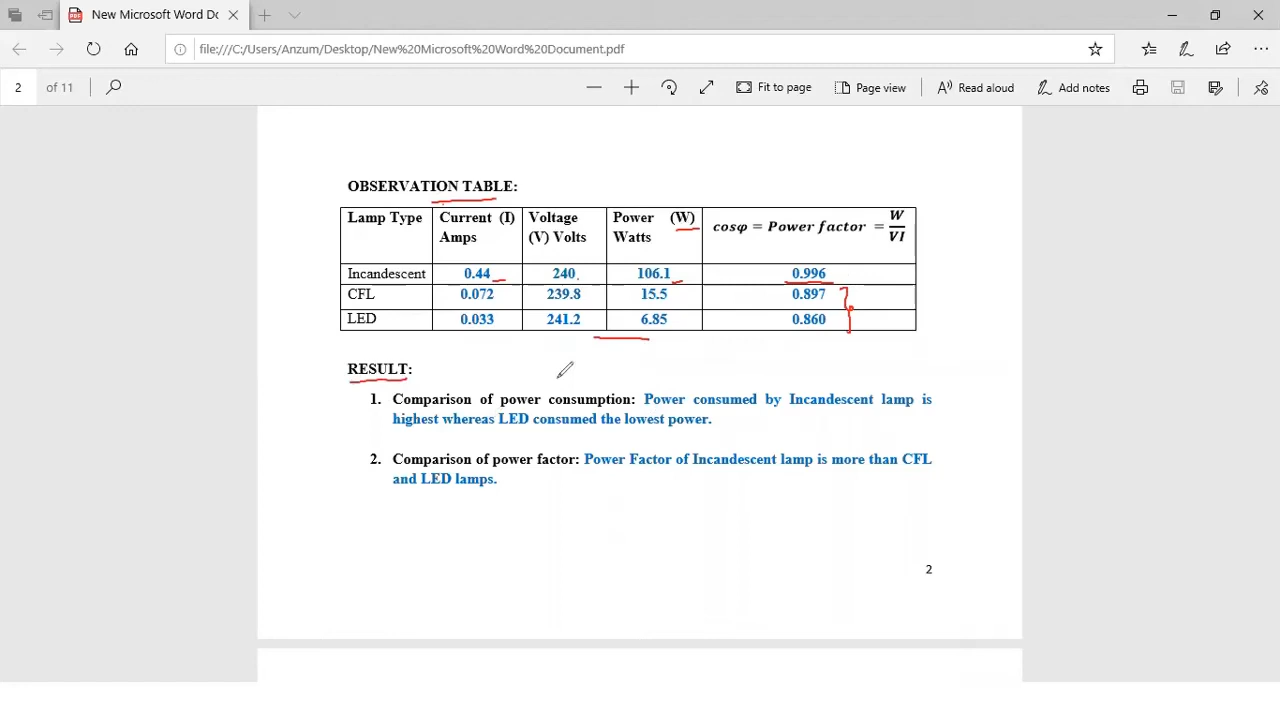 New Microsoft Word Dc
file:///C:/Users/Anzum/Desktop/New%20Microsoft%20Word%20Document.pdf
2 of 11 Fit to page Page view Read aloud Add notes
OBSERVATION TABLE:
Lamp Type Current (I) Amps Voltage (V) Volts Power (W) Watts cosφ = Power factor = W/VI
Incandescent 0.44 240 106.1 0.996
CFL 0.072 239.8 15.5 0.897
LED 0.033 241.2 6.85 0.860
RESULT:
1. Comparison of power consumption: Power consumed by Incandescent lamp is
highest whereas LED consumed the lowest power.
2. Comparison of power factor: Power Factor of Incandescent lamp is more than CFL
and LED lamps.
2